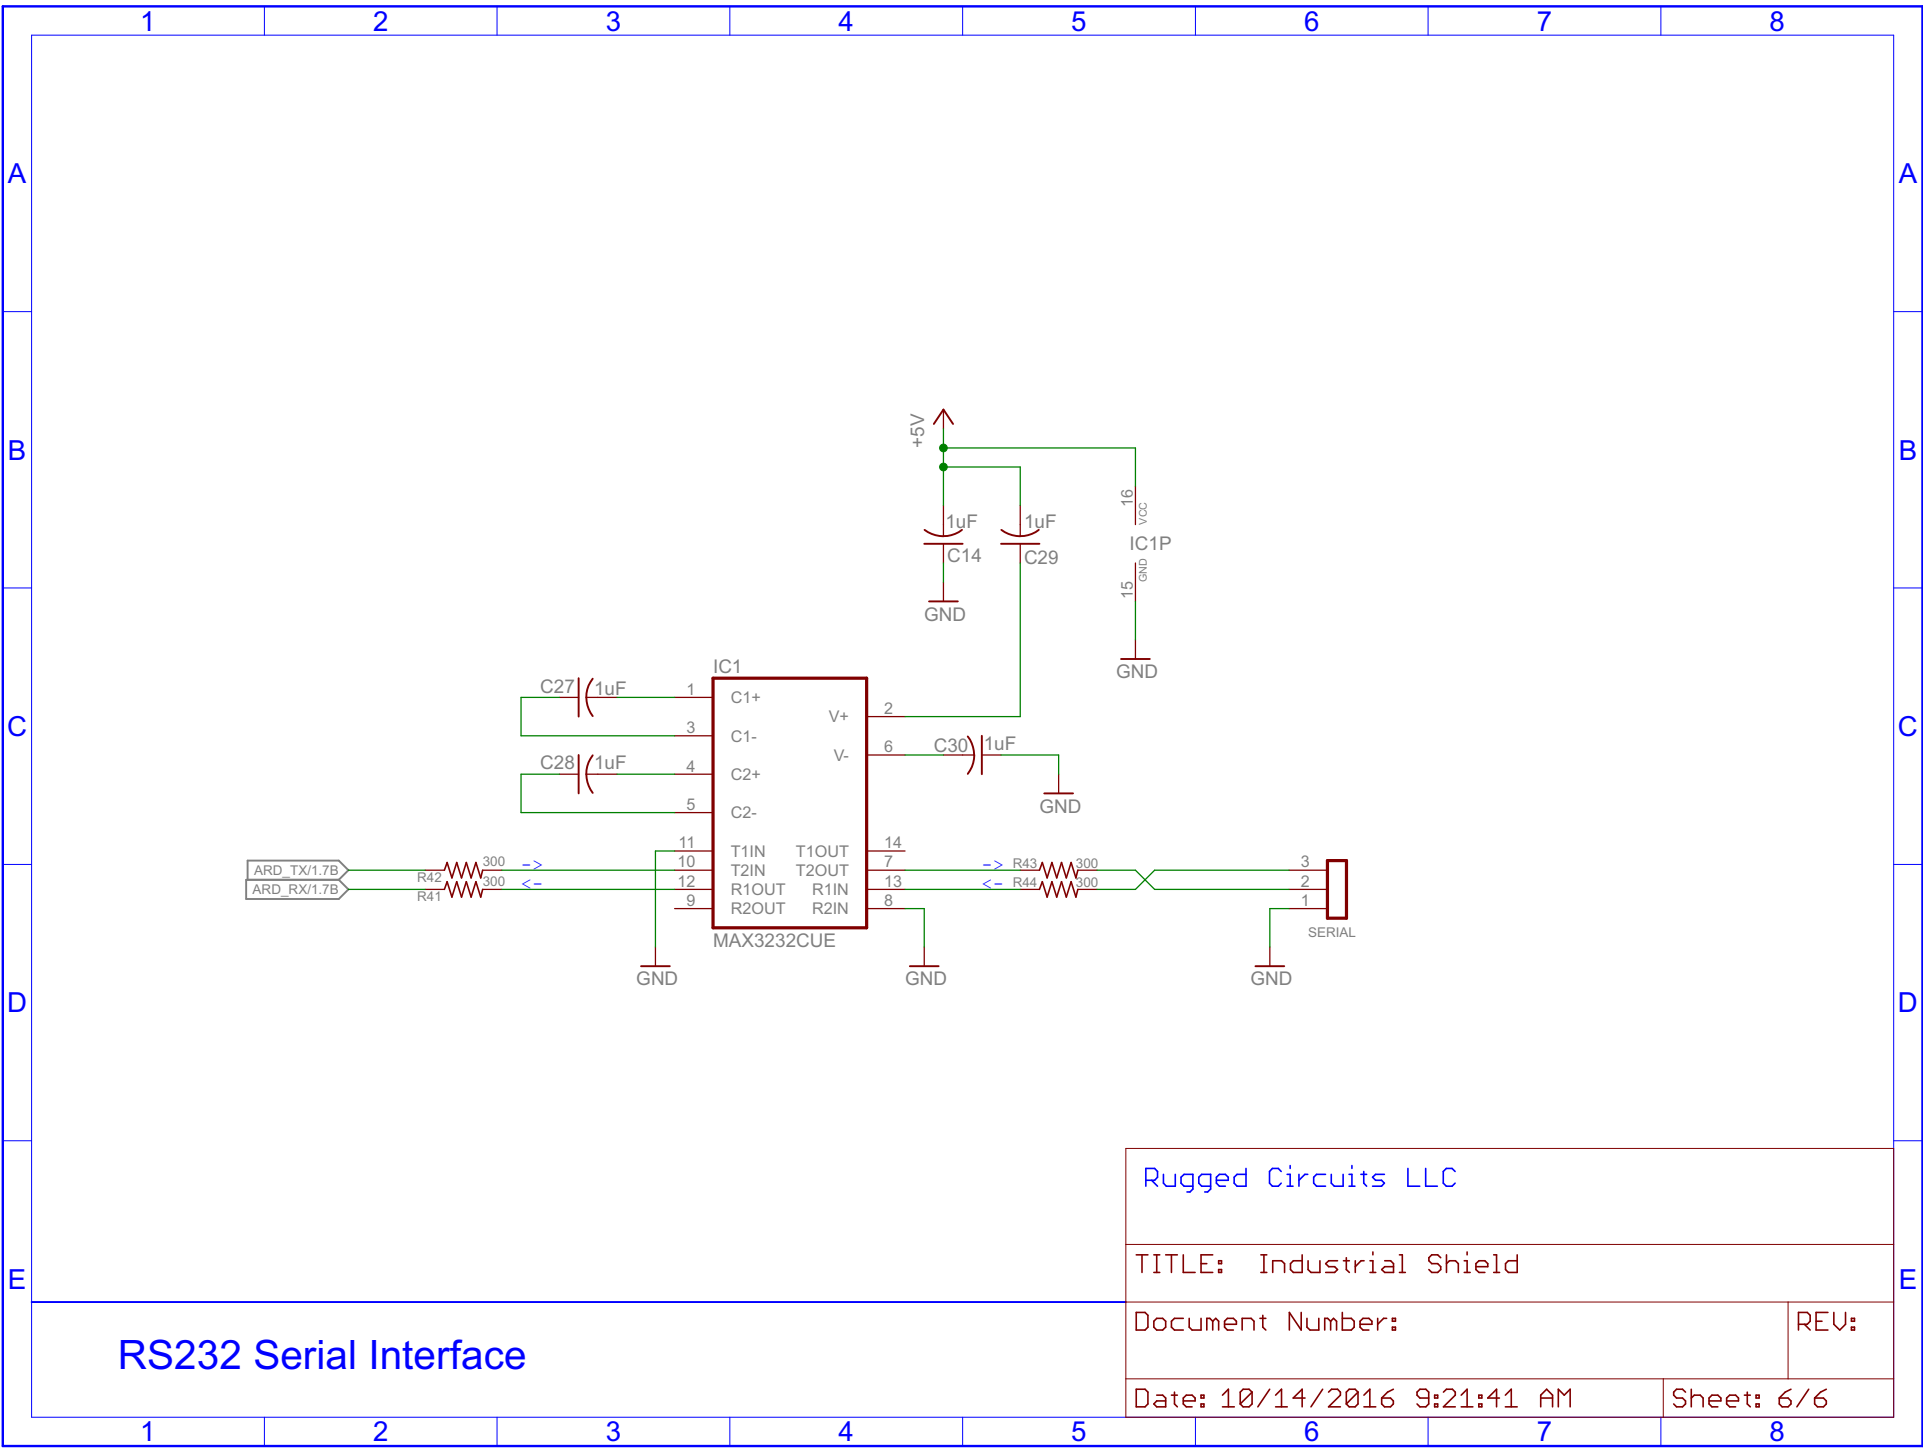 1 2 3 4 5 6 7 8
A A
+5V
B B
16
VCC
1uF 1uF
IC1P
C14 C29
GND
15
GND
GND
IC1
C27 1uF 1 C1+
V+ 2
C C
3 C1-
6 C30 1uF
V-
C28 1uF 4 C2+
5 C2-
GND
11 T1IN T1OUT 14
ARD_TX/1.7B R42 300 -> 10 T2IN T2OUT 7 -> R43 300 3
ARD_RX/1.7B R41 300 <- 12 R1OUT R1IN 13 <- R44 300 2
9 R2OUT R2IN 8 1
MAX3232CUE
SERIAL
GND GND GND
D D
Rugged Circuits LLC
TITLE: Industrial Shield
E E
Document Number: REV:
RS232 Serial Interface
Date: 10/14/2016 9:21:41 AM Sheet: 6/6
1 2 3 4 5 6 7 8